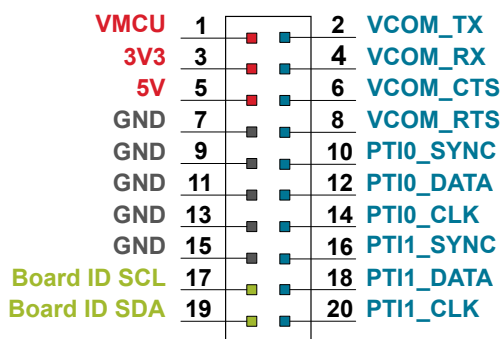 VMCU 1 2 VCOM_TX
3V3 3 4 VCOM_RX
5V 5 6 VCOM_CTS
GND 7 8 VCOM_RTS
GND 9 10 PTI0_SYNC
GND 11 12 PTI0_DATA
GND 13 14 PTI0_CLK
GND 15 16 PTI1_SYNC
Board ID SCL 17 18 PTI1_DATA
Board ID SDA 19 20 PTI1_CLK